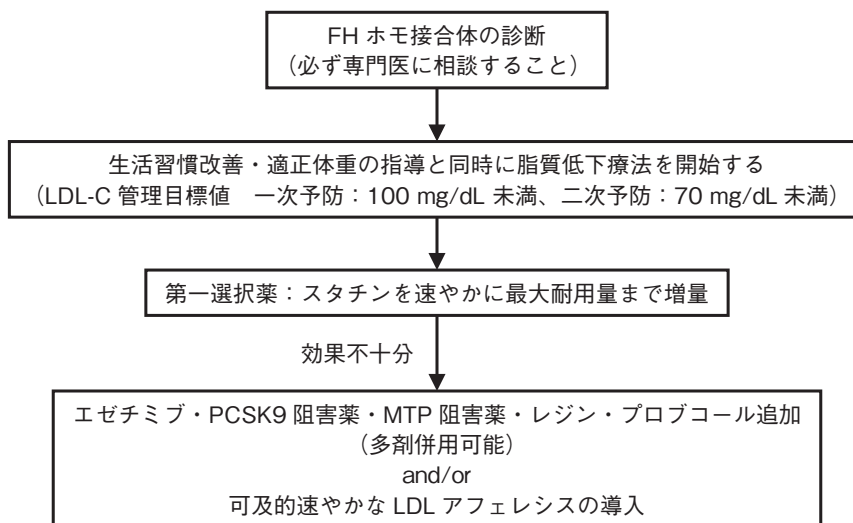 FH ホモ接合体の診断
（必ず専門医に相談すること）
生活習慣改善・適正体重の指導と同時に脂質低下療法を開始する
（LDL-C 管理目標値　一次予防：100 mg/dL 未満、二次予防：70 mg/dL 未満）
第一選択薬：スタチンを速やかに最大耐用量まで増量
効果不十分
エゼチミブ・PCSK9 阻害薬・MTP 阻害薬・レジン・プロブコール追加
（多剤併用可能）
and/or
可及的速やかな LDL アフェレシスの導入